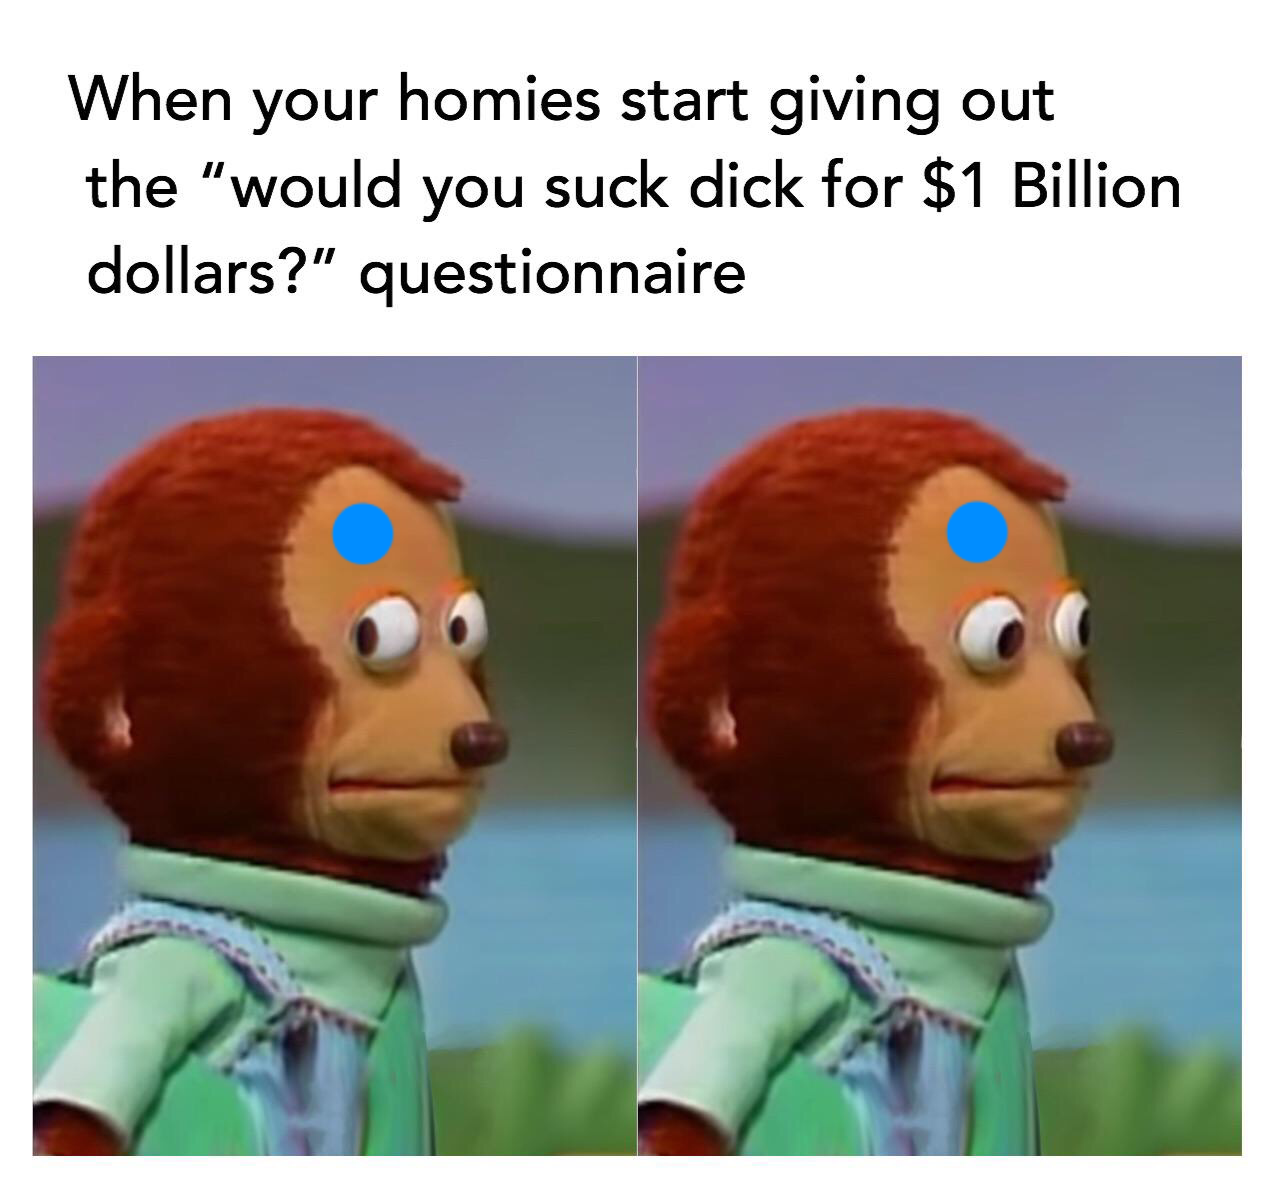 When your homies start giving out
the “would you suck dick for $1 Billion
dollars?” questionnaire